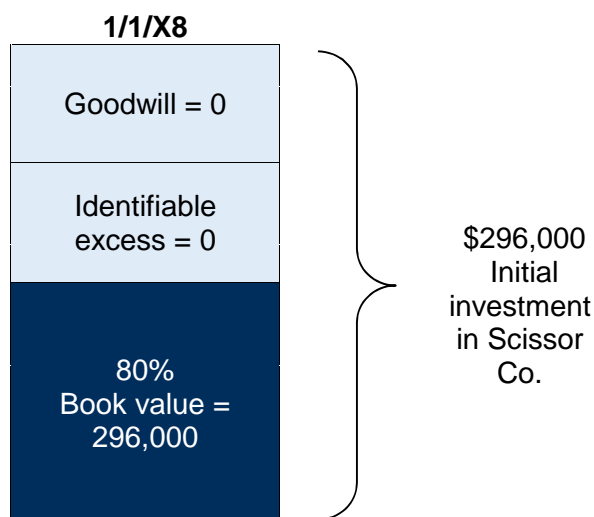 1/1/X8
Goodwill = 0
Identifiable
excess = 0
80%
Book value =
296,000
$296,000
Initial
investment
in Scissor
Co.